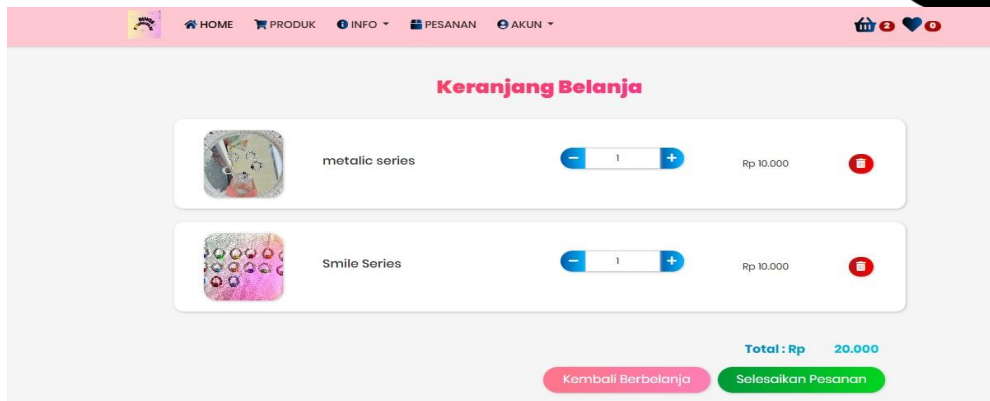 HOME PRODUK INFO PESANAN AKUN 2 0
Keranjang Belanja
metalic series 1 Rp 10.000
Smile Series 1 Rp 10.000
Total : Rp 20.000
Kembali Berbelanja Selesaikan Pesanan